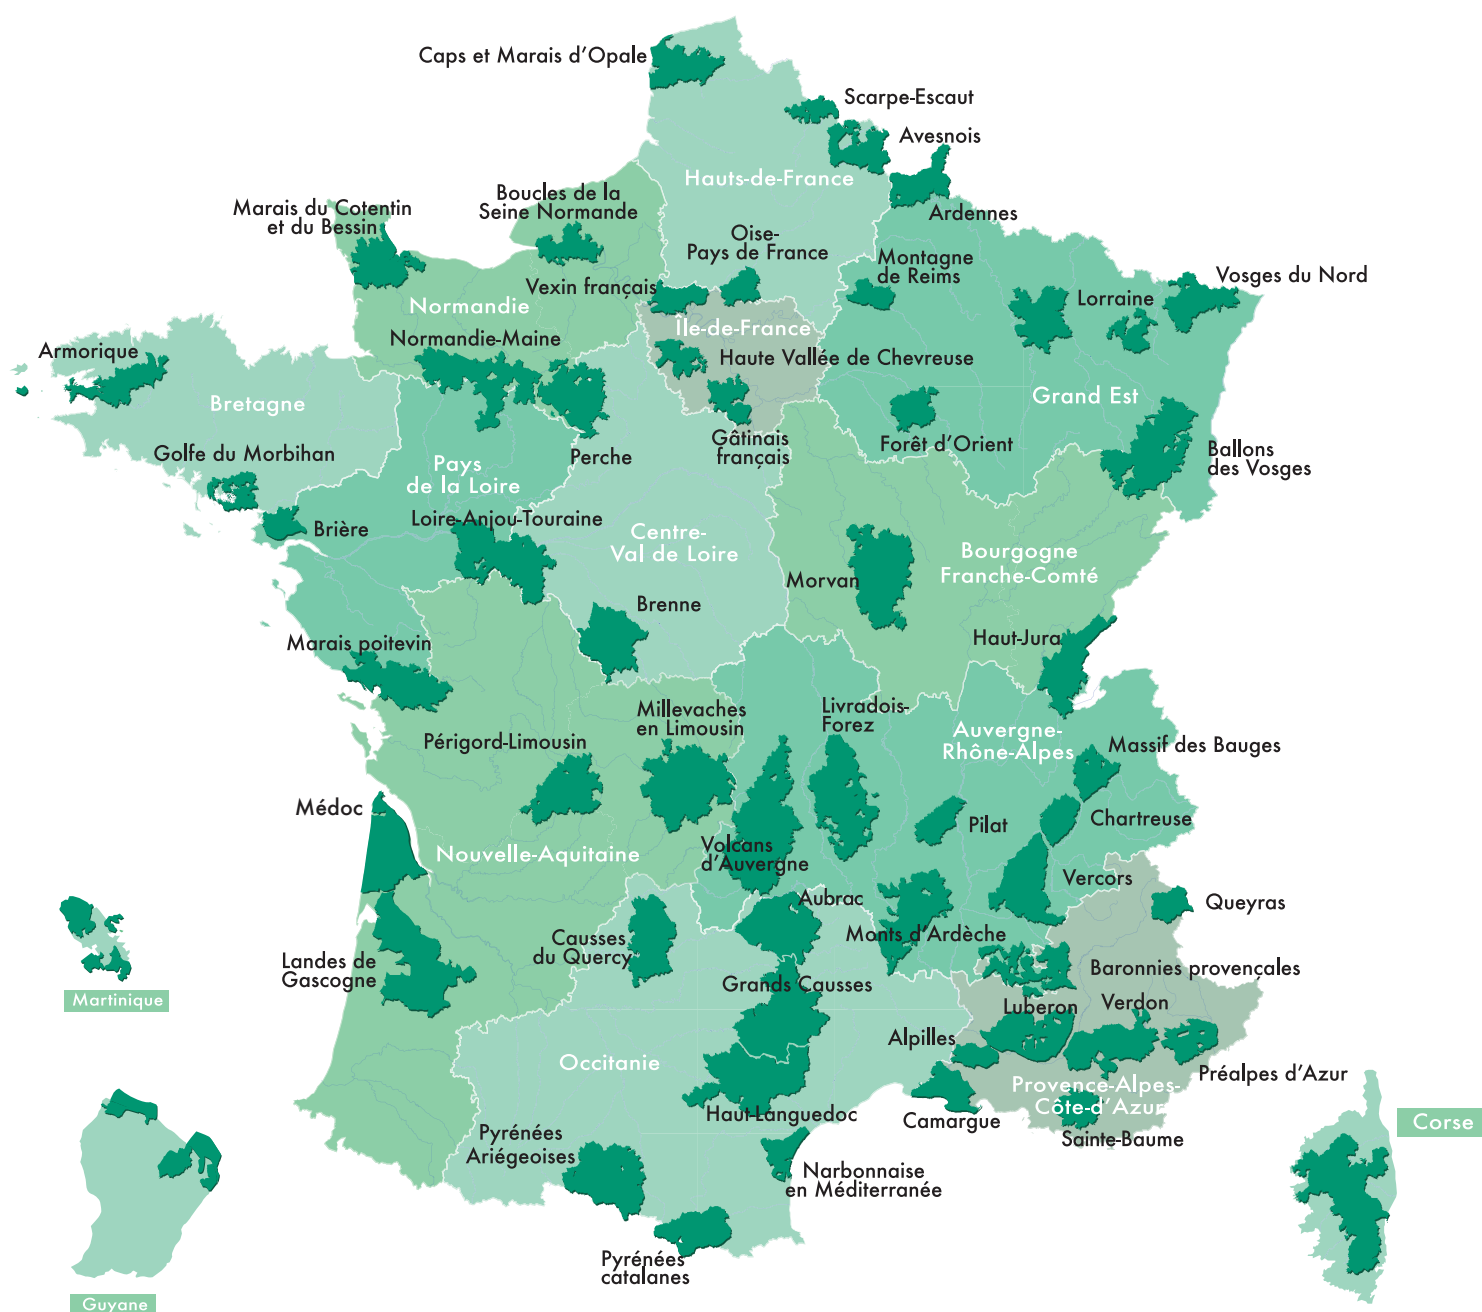 Caps et Marais d'Opale
Scarpe-Escaut
Avesnois
Hauts-de-France
Ardennes
Boucles de la
Seine Normande
Marais du Cotentin
et du Bessin
Oise-
Pays de France
Montagne
de Reims
Vosges du Nord
Vexin français
Lorraine
Normandie
Île-de-France
Normandie-Maine
Haute Vallée de Chevreuse
Armorique
Bretagne
Grand Est
Gâtinais
français
Forêt d'Orient
Ballons
des Vosges
Golfe du Morbihan
Perche
Pays
de la Loire
Brière
Loire-Anjou-Touraine
Centre-
Val de Loire
Bourgogne
Franche-Comté
Morvan
Brenne
Haut-Jura
Marais poitevin
Millevaches
en Limousin
Livradois-
Forez
Périgord-Limousin
Auvergne-
Rhône-Alpes
Massif des Bauges
Médoc
Pilat
Chartreuse
Nouvelle-Aquitaine
Volcans
d'Auvergne
Vercors
Aubrac
Queyras
Causses
du Quercy
Monts d'Ardèche
Landes de
Gascogne
Baronnies provençales
Grands Causses
Martinique
Luberon
Verdon
Alpilles
Occitanie
Préalpes d'Azur
Provence-Alpes-
Côte-d'Azur
Haut-Languedoc
Camargue
Corse
Sainte-Baume
Pyrénées
Ariégeoises
Narbonnaise
en Méditerranée
Pyrénées
catalanes
Guyane